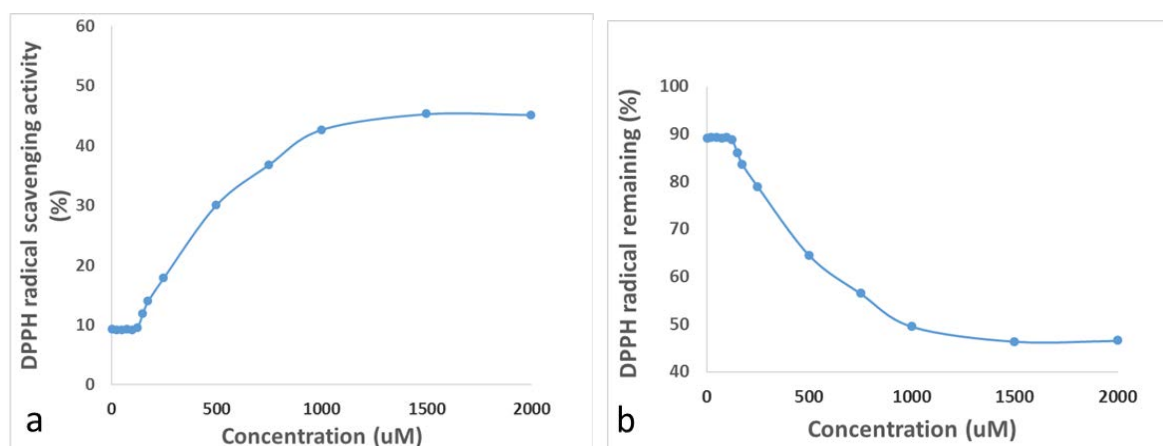 DPPH radical scavenging activity
(%)
60
50
40
30
20
10
0
0 500 1000 1500 2000
Concentration (uM)
a
DPPH radical remaining (%)
100
90
80
70
60
50
40
0 500 1000 1500 2000
Concentration (uM)
b